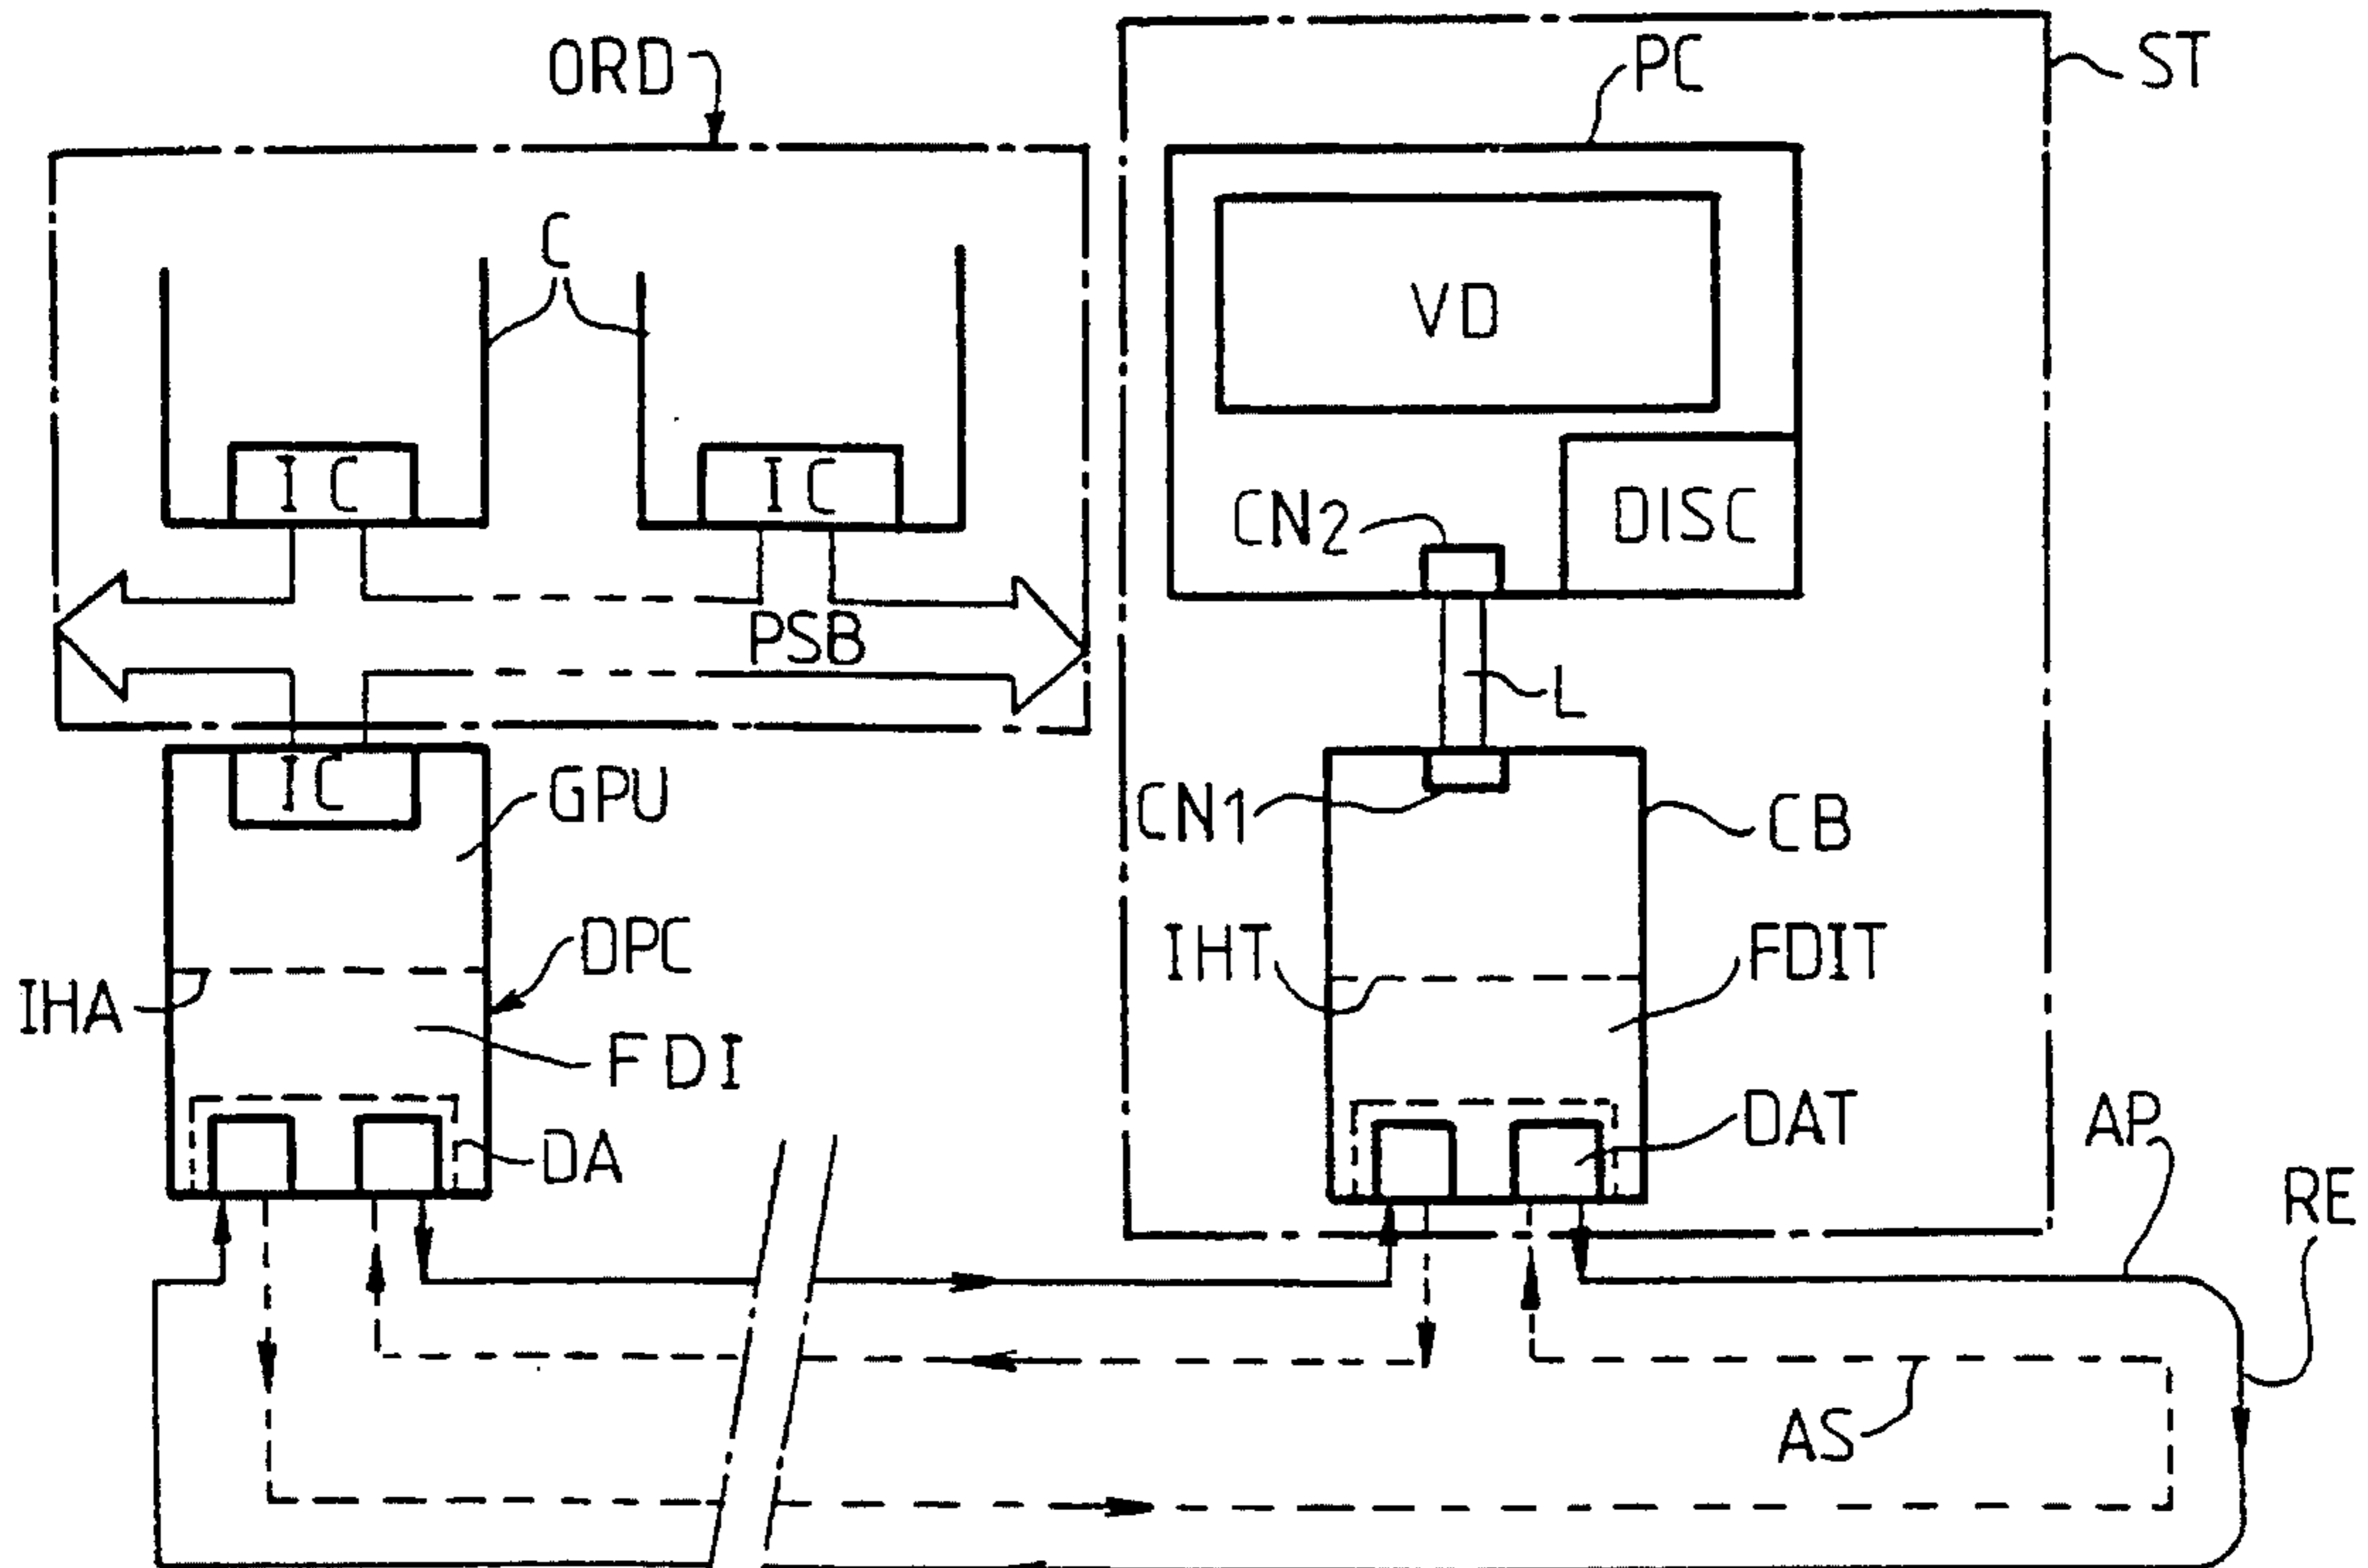 ORD
PC
ST
C
VD
IC
IC
CN2
DISC
PSB
L
IC
GPU
CN1
CB
DPC
IHT
FDIT
IHA
FDI
DA
DAT
AP
RE
AS